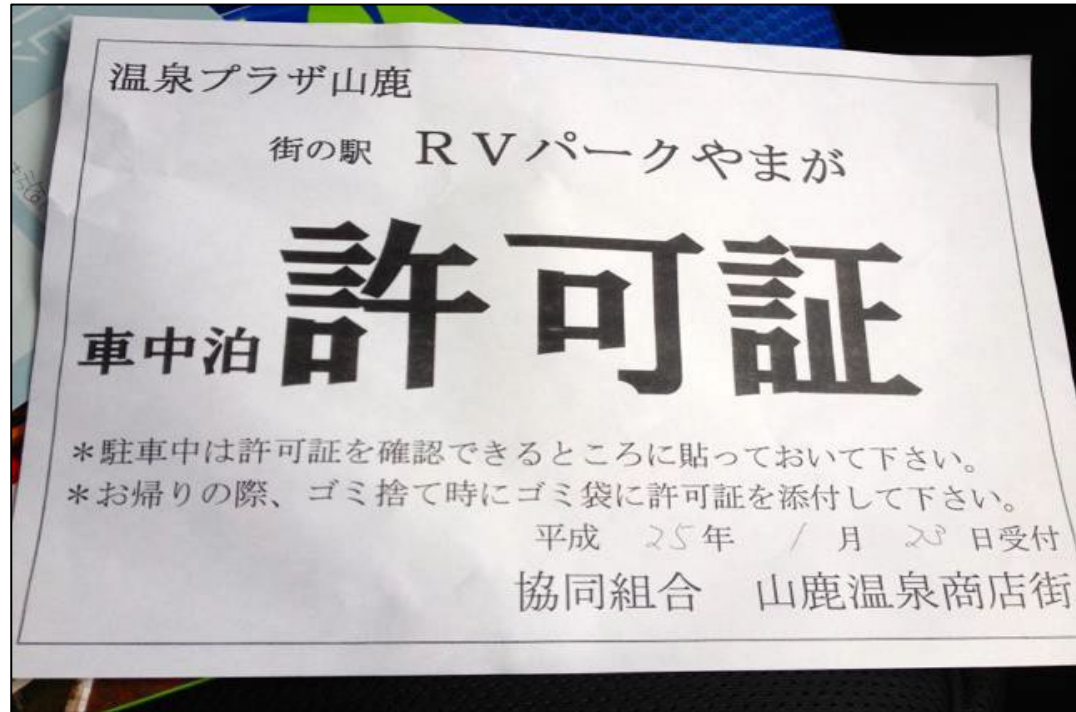 温泉プラザ山鹿
街の駅 RVパークやまが
車中泊 許可証
*駐車中は許可証を確認できるところに貼っておいて下さい。
*お帰りの際、ゴミ捨て時にゴミ袋に許可証を添付して下さい。
平成 25年 1月 23日受付
協同組合 山鹿温泉商店街